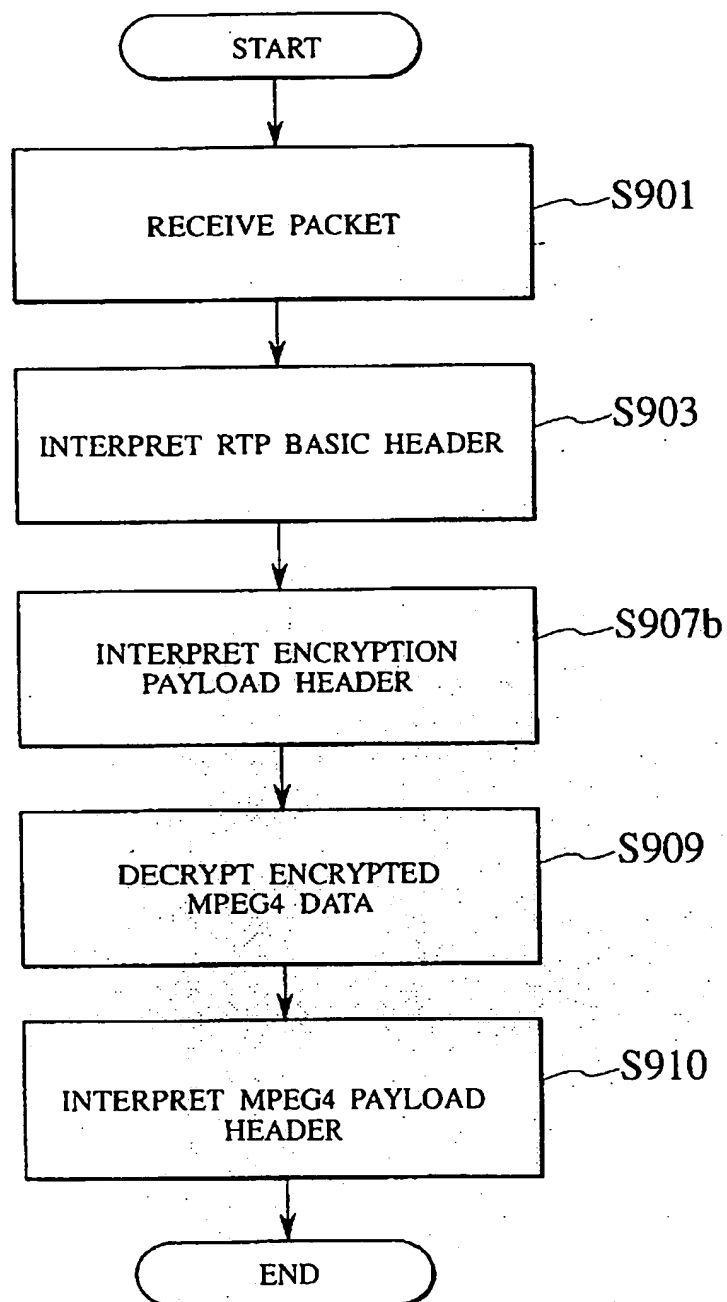 START
RECEIVE PACKET
S901
INTERPRET RTP BASIC HEADER
S903
INTERPRET ENCRYPTION
PAYLOAD HEADER
S907b
DECRYPT ENCRYPTED
MPEG4 DATA
S909
INTERPRET MPEG4 PAYLOAD
HEADER
S910
END